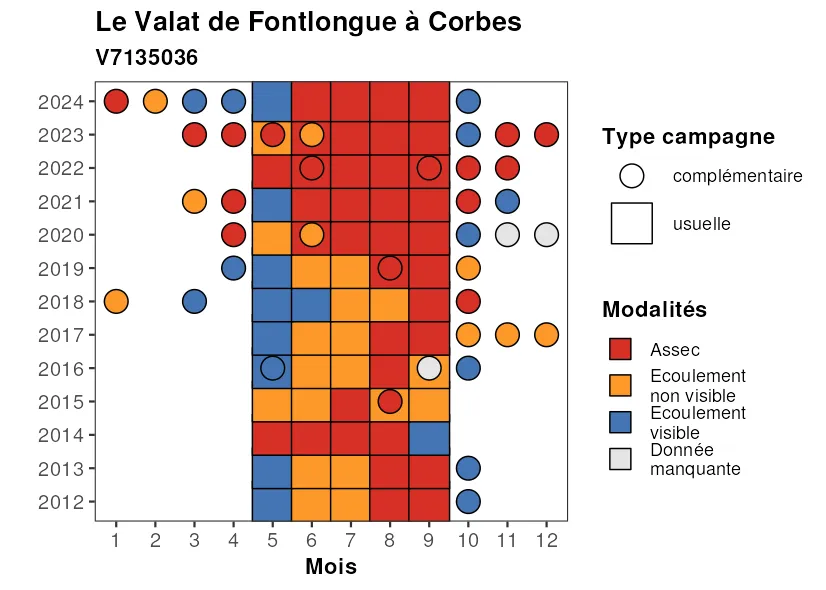 Le Valat de Fontlongue à Corbes
V7135036
2024
2023
2022
2021
2020
2019
2018
2017
2016
2015
2014
2013
2012
1 2 3 4 5 6 7 8 9 10 11 12
Mois
Type campagne
complémentaire
usuelle
Modalités
Assec
Ecoulement
non visible
Ecoulement
visible
Donnée
manquante